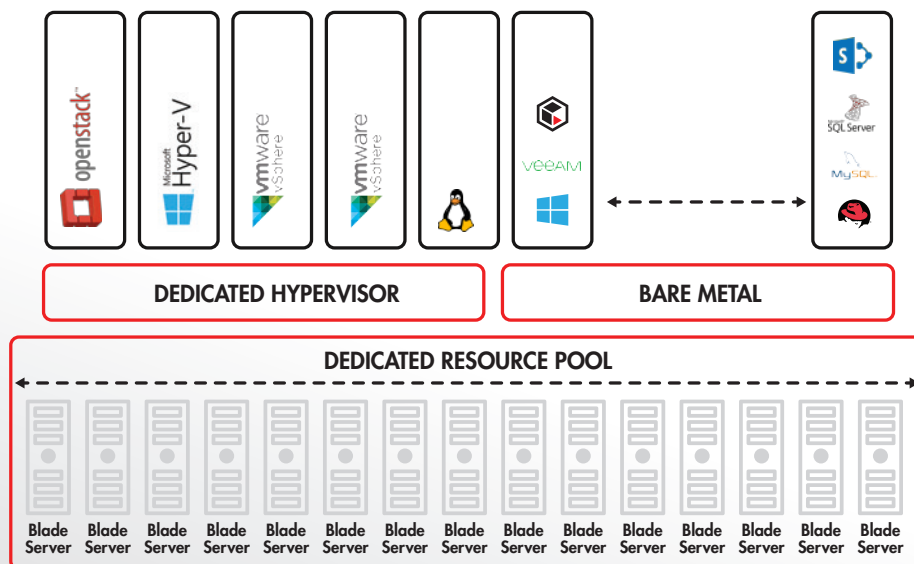 openstack™
Microsoft
Hyper-V
vmware
vSphere
vmware
vSphere
veeAM
S
Microsoft
SQL Server
MySQL
DEDICATED HYPERVISOR
BARE METAL
DEDICATED RESOURCE POOL
Blade Blade Blade Blade Blade Blade Blade Blade Blade Blade Blade Blade Blade Blade Blade
Server Server Server Server Server Server Server Server Server Server Server Server Server Server Server